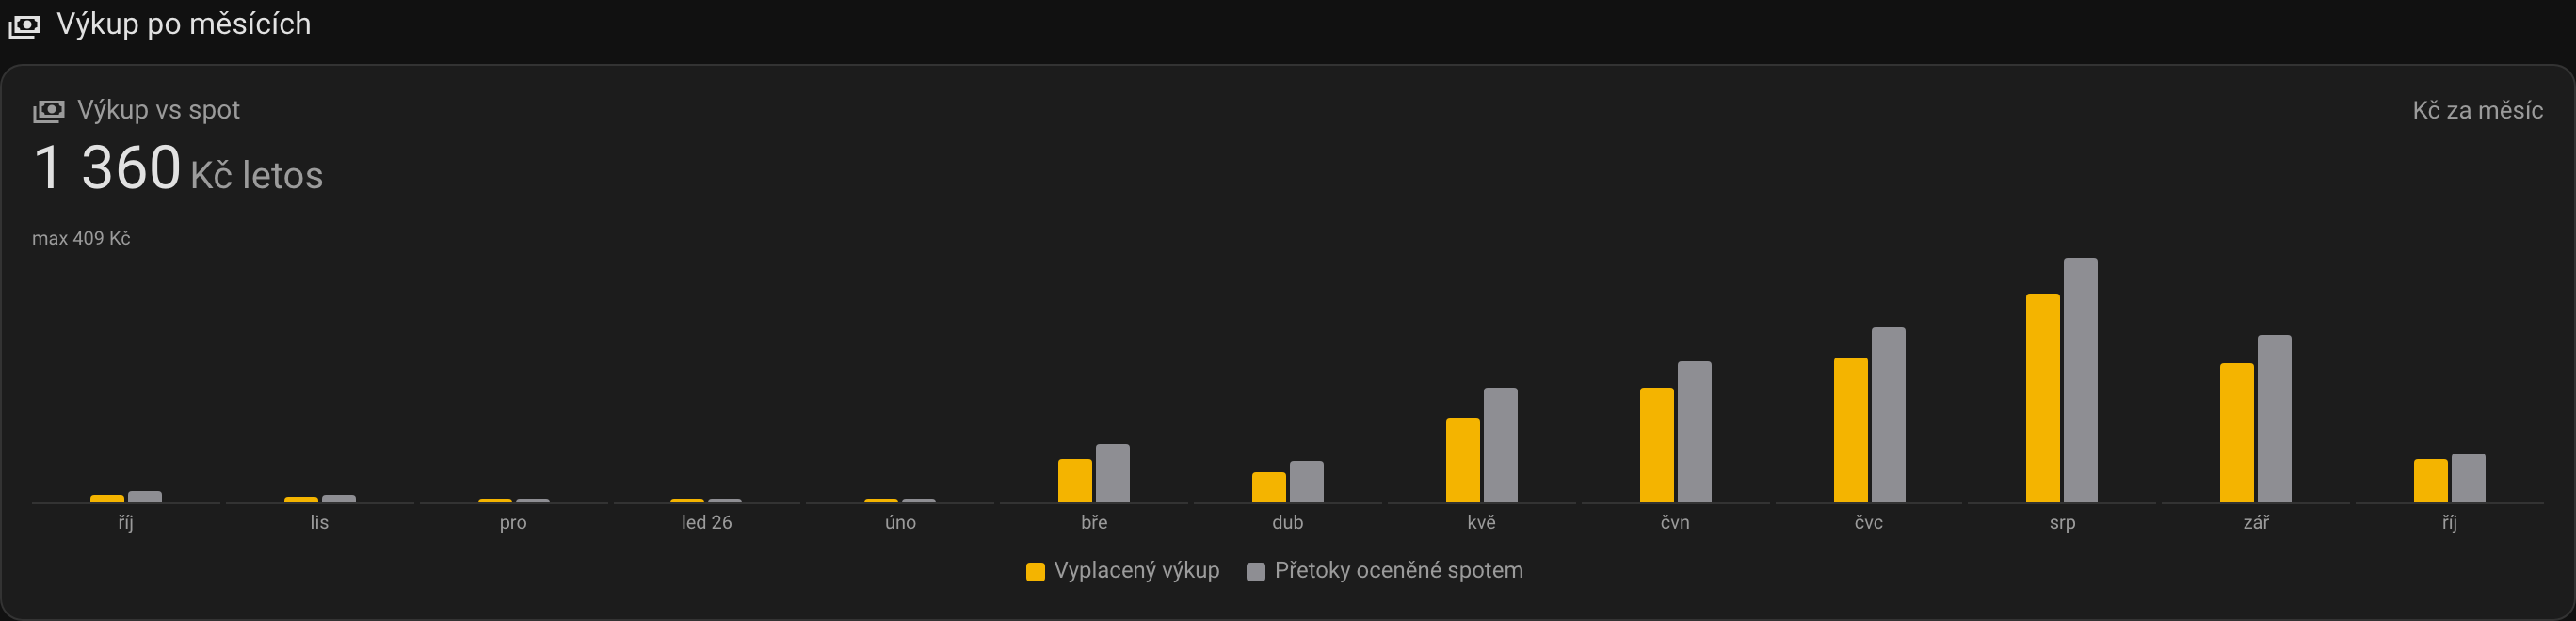 Výkup po měsících
Výkup vs spot
Kč za měsíc
1 360 Kč letos
max 409 Kč
říj lis pro led 26 úno bře dub kvě čvn čvc srp zář říj
Vyplacený výkup Přetoky oceněné spotem